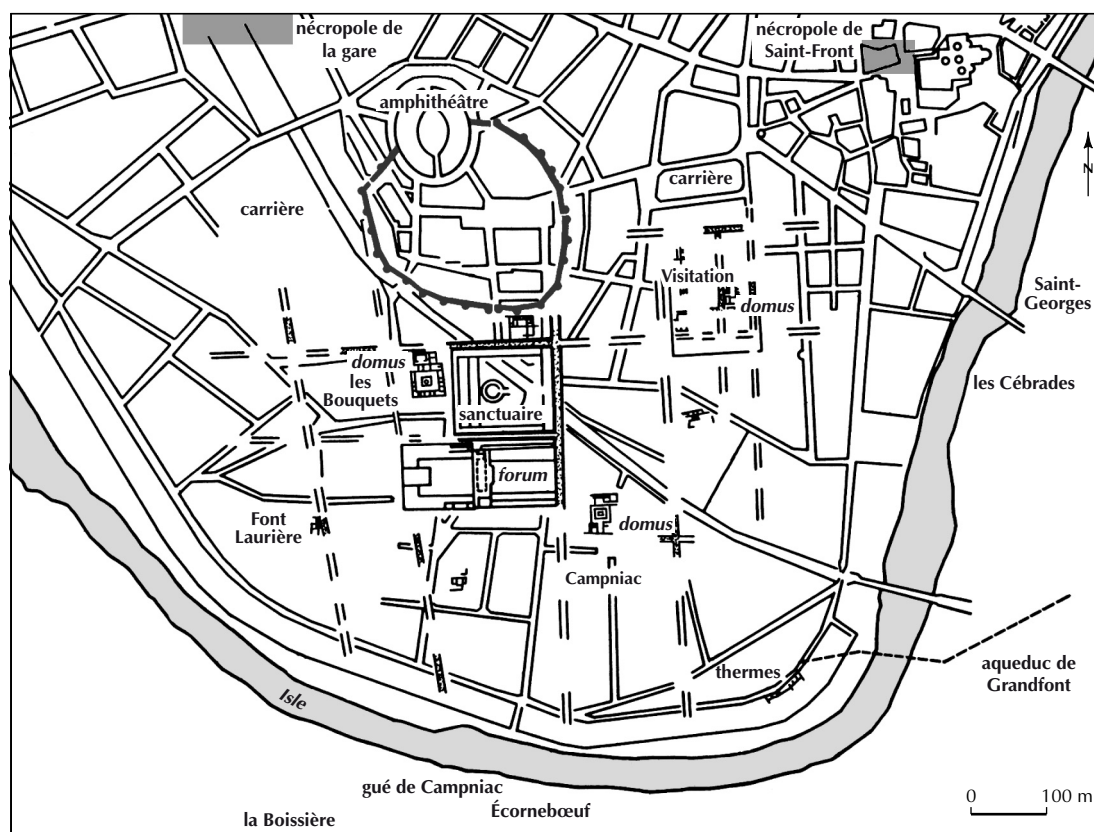 nécropole de
la gare
nécropole de
Saint-Front
amphithéâtre
N
carrière
carrière
Visitation
domus
Saint-
Georges
domus
les
Bouquets
les Cébrades
sanctuaire
forum
Font
Laurière
domus
Campniac
thermes
aqueduc de
Grandfont
Isle
gué de Campniac
Écornebœuf
la Boissière
0 100 m